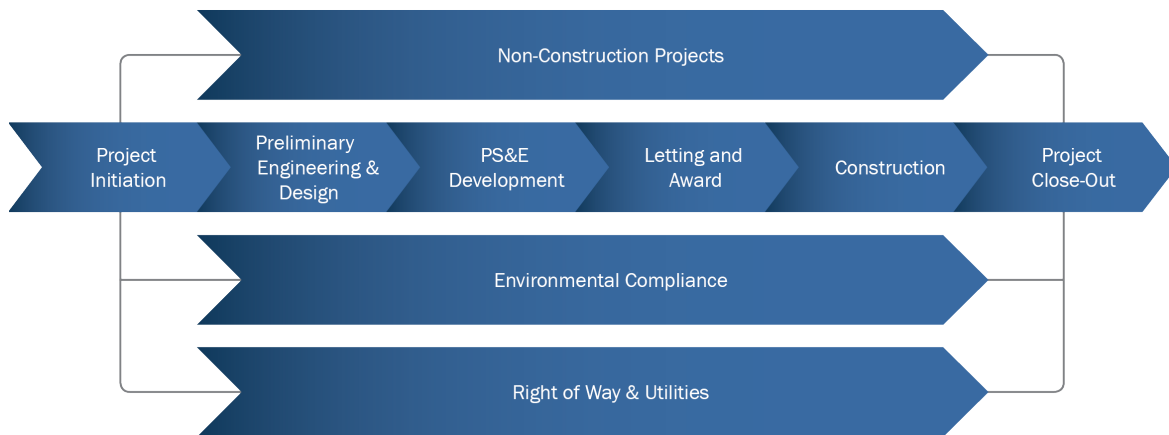 Non-Construction Projects
Project
Initiation
Preliminary
Engineering &
Design
PS&E
Development
Letting and
Award
Construction
Project
Close-Out
Environmental Compliance
Right of Way & Utilities